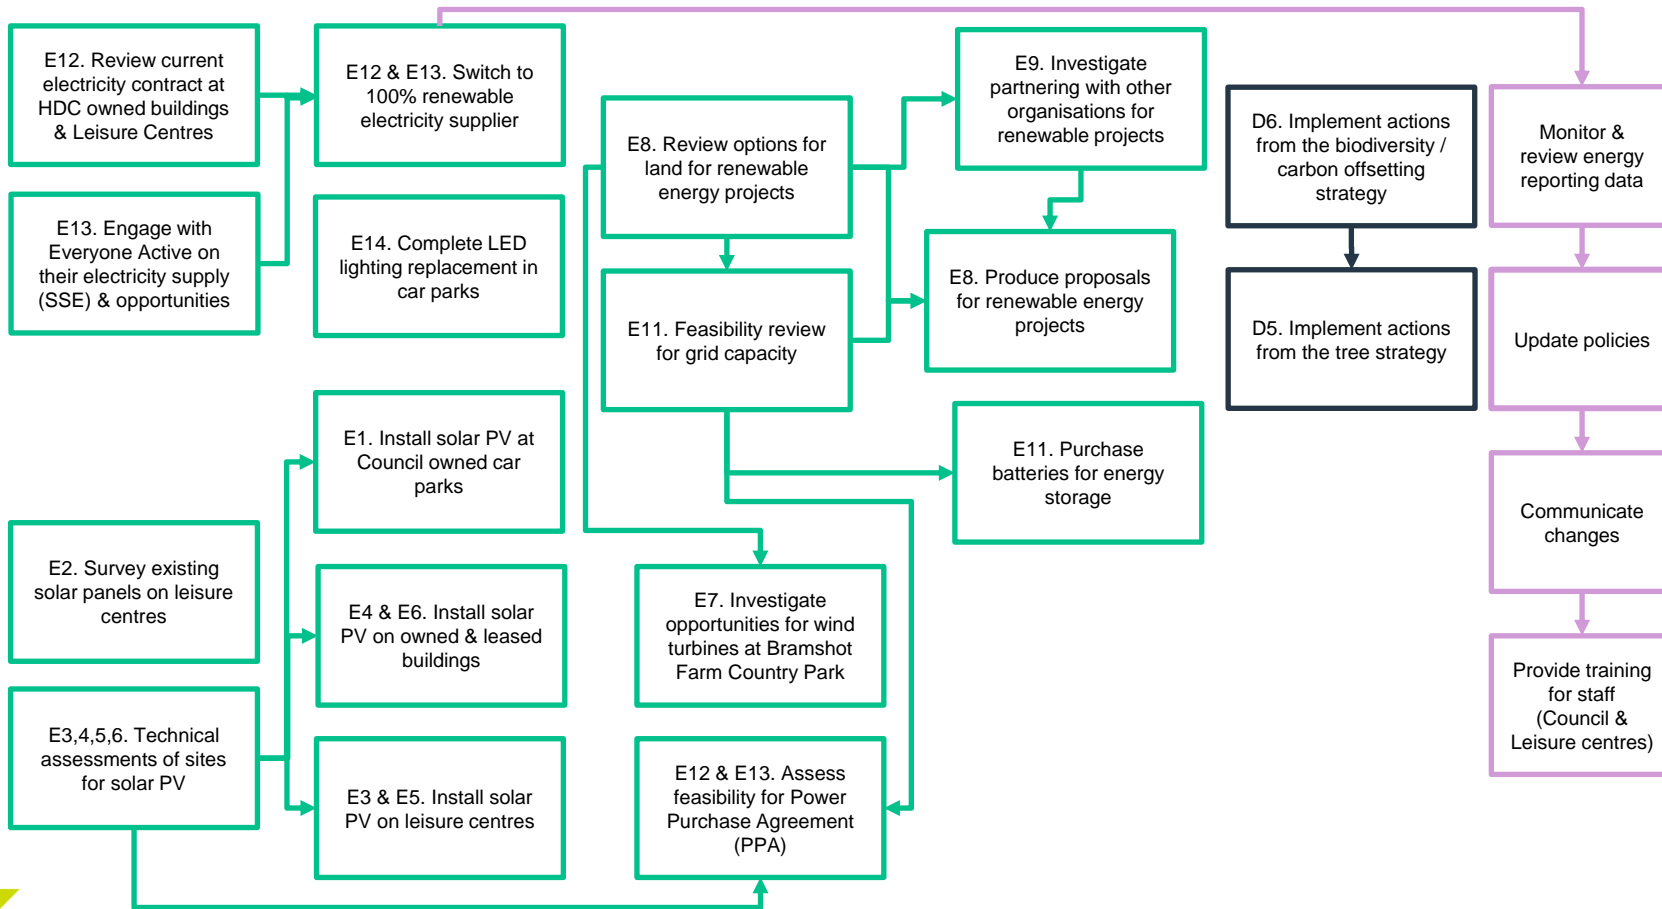 E12. Review current
electricity contract at
HDC owned buildings
& Leisure Centres
E12 & E13. Switch to
100% renewable
electricity supplier
E13. Engage with
Everyone Active on
their electricity supply
(SSE) & opportunities
E14. Complete LED
lighting replacement in
car parks
E8. Review options for
land for renewable
energy projects
E11. Feasibility review
for grid capacity
E9. Investigate
partnering with other
organisations for
renewable projects
E8. Produce proposals
for renewable energy
projects
D6. Implement actions
from the biodiversity /
carbon offsetting
strategy
D5. Implement actions
from the tree strategy
Monitor &
review energy
reporting data
Update policies
Communicate
changes
Provide training
for staff
(Council &
Leisure centres)
E1. Install solar PV at
Council owned car
parks
E2. Survey existing
solar panels on leisure
centres
E4 & E6. Install solar
PV on owned & leased
buildings
E3,4,5,6. Technical
assessments of sites
for solar PV
E3 & E5. Install solar
PV on leisure centres
E11. Purchase
batteries for energy
storage
E7. Investigate
opportunities for wind
turbines at Bramshot
Farm Country Park
E12 & E13. Assess
feasibility for Power
Purchase Agreement
(PPA)